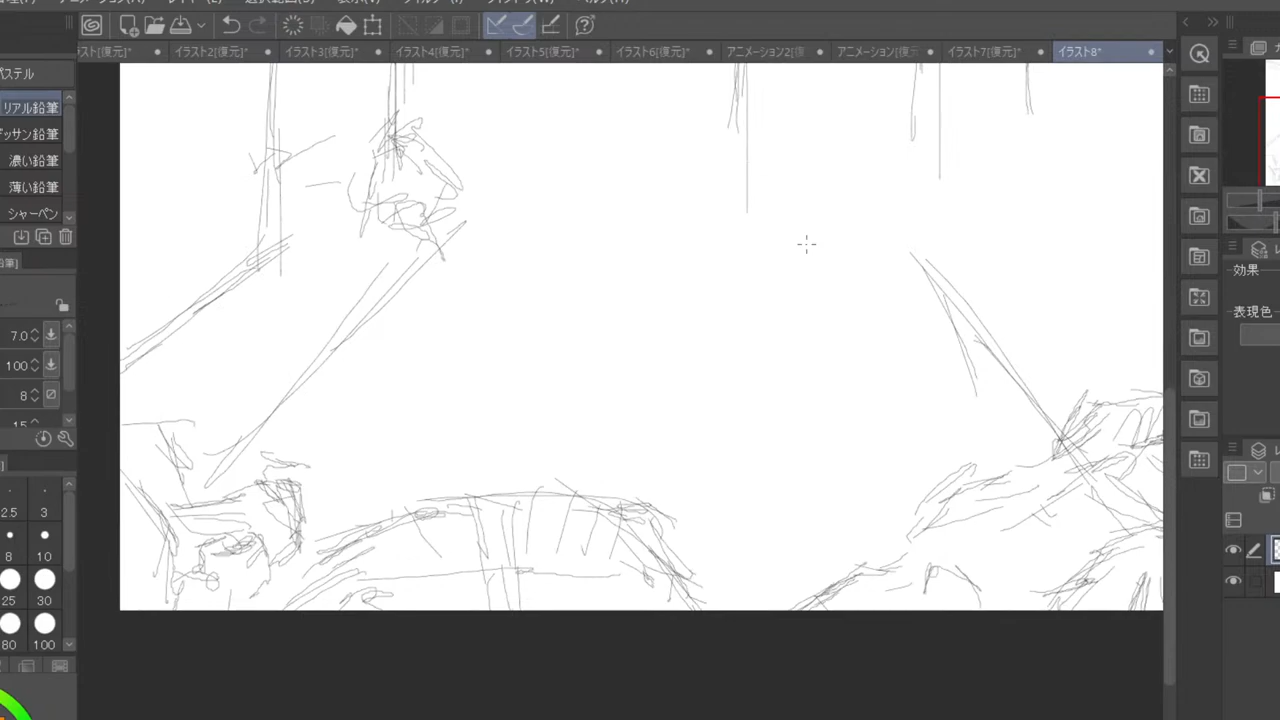 スト[復元]*
イラスト2[復元]*
イラスト3[復元]*
イラスト4[復元]*
イラスト5[復元]*
イラスト6[復元]*
アニメーション2[復
アニメーション[復元
イラスト7[復元]*
イラスト8*
パステル
リアル鉛筆
デッサン鉛筆
濃い鉛筆
薄い鉛筆
シャーペン
鉛筆]
7.0
100
8
15
2.5
3
8
10
25
30
80
100
効果
表現色